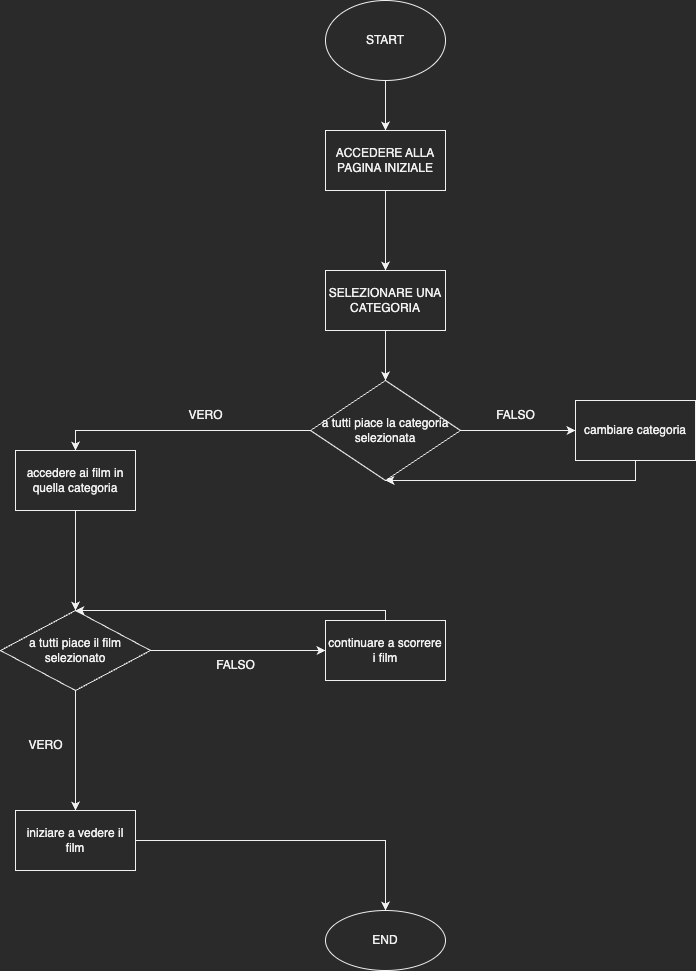 START
ACCEDERE ALLA
PAGINA INIZIALE
SELEZIONARE UNA
CATEGORIA
VERO
a tutti piace la categoria
selezionata
FALSO
cambiare categoria
accedere ai film in
quella categoria
a tutti piace il film
selezionato
FALSO
continuare a scorrere
i film
VERO
iniziare a vedere il
film
END